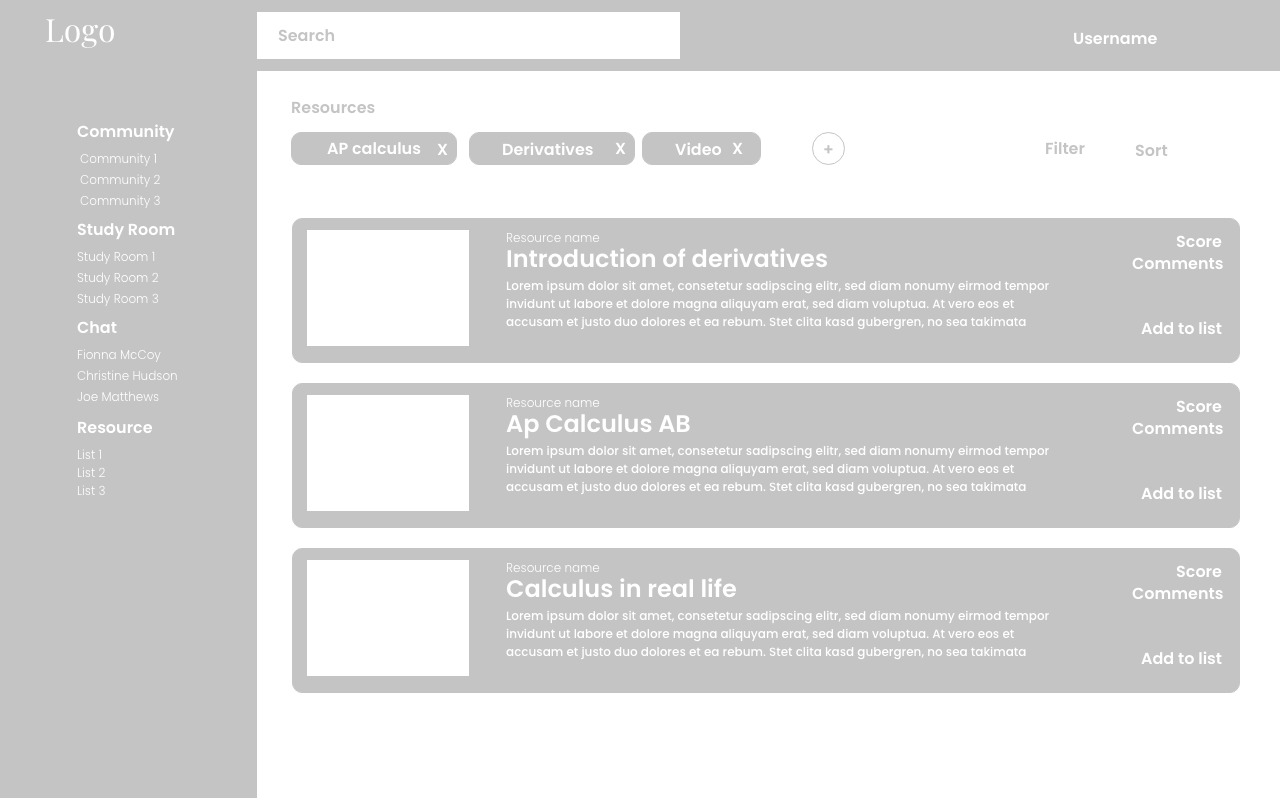 Logo
Search
Username
Community
Community 1
Community 2
Community 3
Study Room
Study Room 1
Study Room 2
Study Room 3
Chat
Fionna McCoy
Christine Hudson
Joe Matthews
Resource
List 1
List 2
List 3
Resources
AP calculus X
Derivatives X
Video X
+
Filter
Sort
Resource name
Introduction of derivatives
Lorem ipsum dolor sit amet, consetetur sadipscing elitr, sed diam nonumy eirmod tempor
invidunt ut labore et dolore magna aliquyam erat, sed diam voluptua. At vero eos et
accusam et justo duo dolores et ea rebum. Stet clita kasd gubergren, no sea takimata
Score
Comments
Add to list
Resource name
Ap Calculus AB
Lorem ipsum dolor sit amet, consetetur sadipscing elitr, sed diam nonumy eirmod tempor
invidunt ut labore et dolore magna aliquyam erat, sed diam voluptua. At vero eos et
accusam et justo duo dolores et ea rebum. Stet clita kasd gubergren, no sea takimata
Score
Comments
Add to list
Resource name
Calculus in real life
Lorem ipsum dolor sit amet, consetetur sadipscing elitr, sed diam nonumy eirmod tempor
invidunt ut labore et dolore magna aliquyam erat, sed diam voluptua. At vero eos et
accusam et justo duo dolores et ea rebum. Stet clita kasd gubergren, no sea takimata
Score
Comments
Add to list